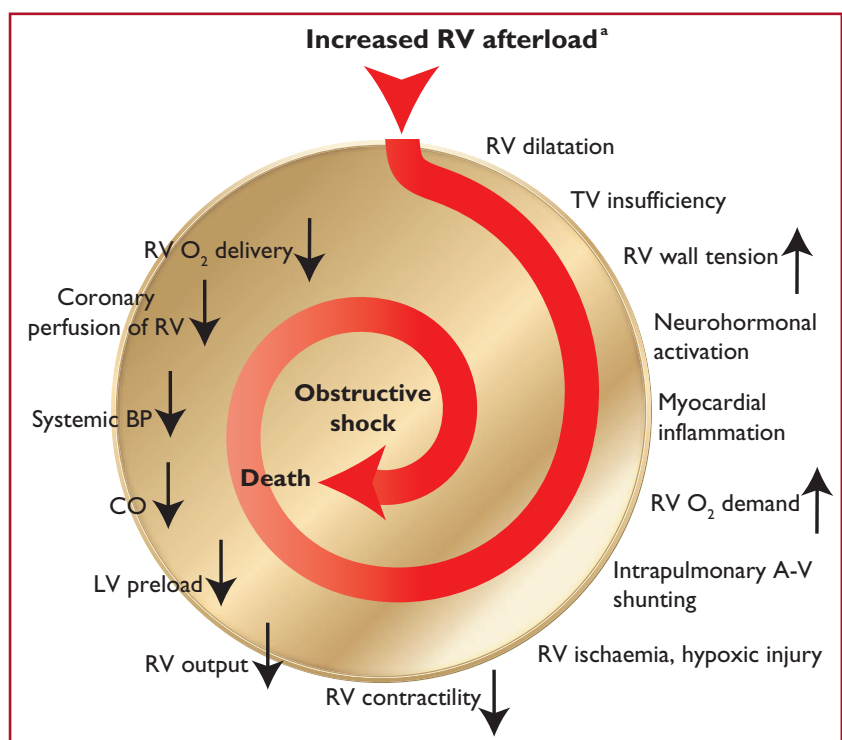 Increased RV afterloadᵃ
RV dilatation
TV insufficiency
RV wall tension
Neurohormonal
activation
Myocardial
inflammation
RV O₂ demand
Intrapulmonary A-V
shunting
RV ischaemia, hypoxic injury
RV contractility
RV output
LV preload
CO
Systemic BP
Coronary
perfusion of RV
RV O₂ delivery
Obstructive
shock
Death